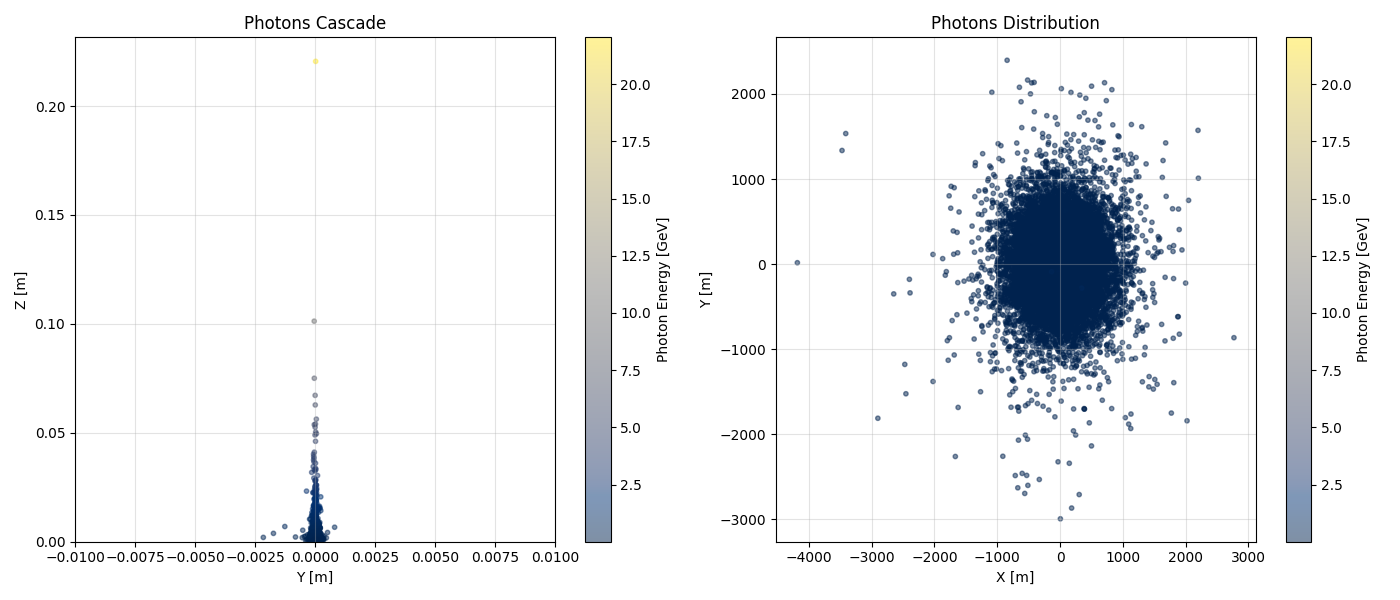 Photons Cascade
Z [m]
0.20
0.15
0.10
0.05
0.00
−0.0100 −0.0075 −0.0050 −0.0025 0.0000 0.0025 0.0050 0.0075 0.0100
Y [m]
20.0
17.5
15.0
12.5
10.0
7.5
5.0
2.5
Photon Energy [GeV]
Photons Distribution
Y [m]
2000
1000
0
−1000
−2000
−3000
−4000 −3000 −2000 −1000 0 1000 2000 3000
X [m]
20.0
17.5
15.0
12.5
10.0
7.5
5.0
2.5
Photon Energy [GeV]